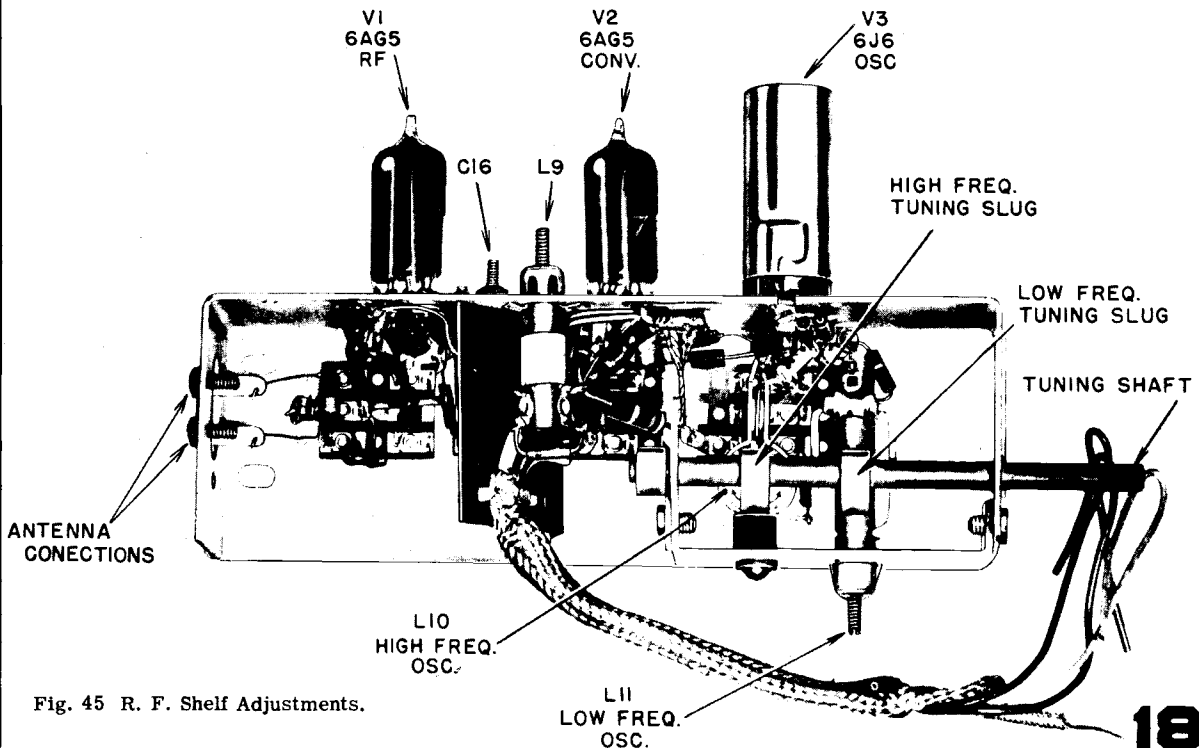 V1
6AG5
RF
V2
6AG5
CONV.
V3
6J6
OSC
C16
L9
HIGH FREQ.
TUNING SLUG
LOW FREQ.
TUNING SLUG
TUNING SHAFT
ANTENNA
CONECTIONS
L10
HIGH FREQ.
OSC.
L11
LOW FREQ.
OSC.
Fig. 45 R. F. Shelf Adjustments.
18